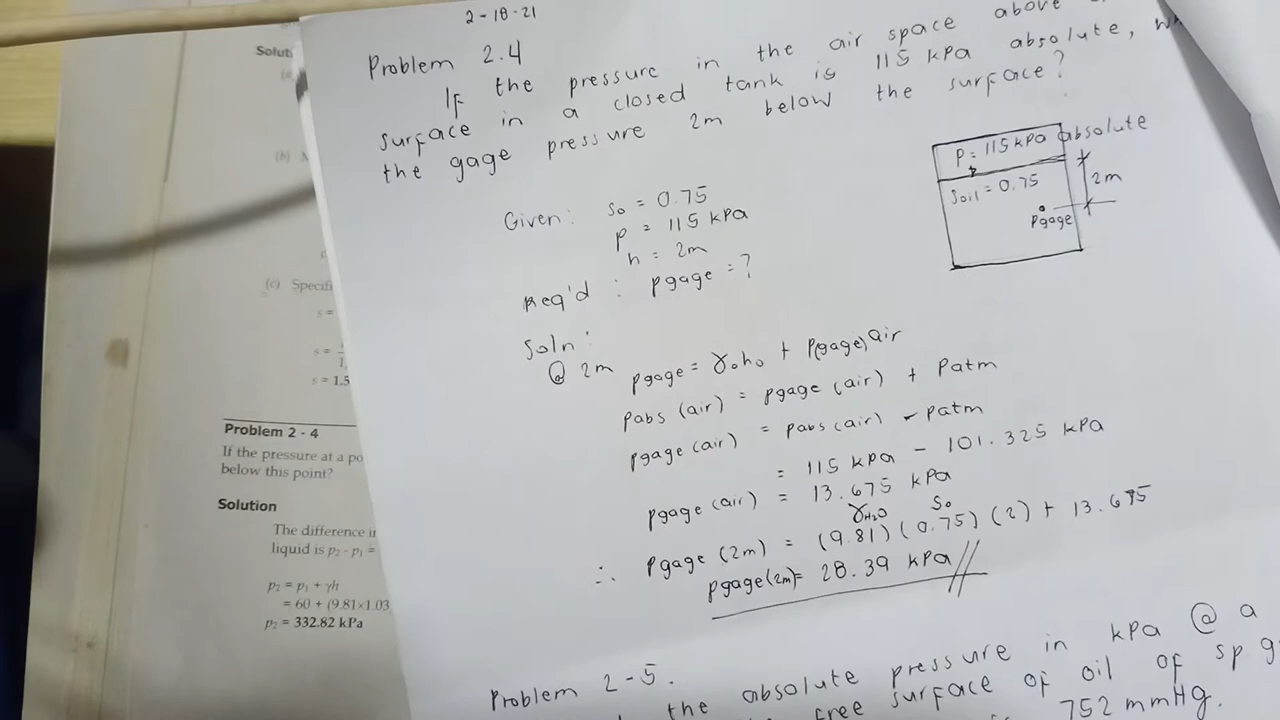 2-18-21
Problem 2.4
If the pressure in the air space above
surface in a closed tank is 115 kPa absolute,
the gage pressure 2m below the surface?
P = 115 kPa absolute
Soil = 0.75
2m
Pgage
Given: So = 0.75
P = 115 kPa
h = 2m
Req'd : Pgage = ?
Soln:
@ 2m Pgage = γoho + P(gage)air
Pabs (air) = Pgage (air) + Patm
Pgage (air) = Pabs (air) - Patm
= 115 kPa - 101.325 kPa
Pgage (air) = 13.675 kPa
γH2O So
∴ Pgage (2m) = (9.81) (0.75) (2) + 13.675
Pgage(2m) = 28.39 kPa //
Problem 2-5.
the absolute pressure in kPa @ a
free surface of oil of sp
752 mmHg.
Solut
(b)
(c) Specifi
s =
s =
s = 1.5
Problem 2 - 4
If the pressure at a po
below this point?
Solution
The difference i
liquid is p2 - p1 =
p2 = p1 + γh
= 60 + (9.81×1.03
p2 = 332.82 kPa